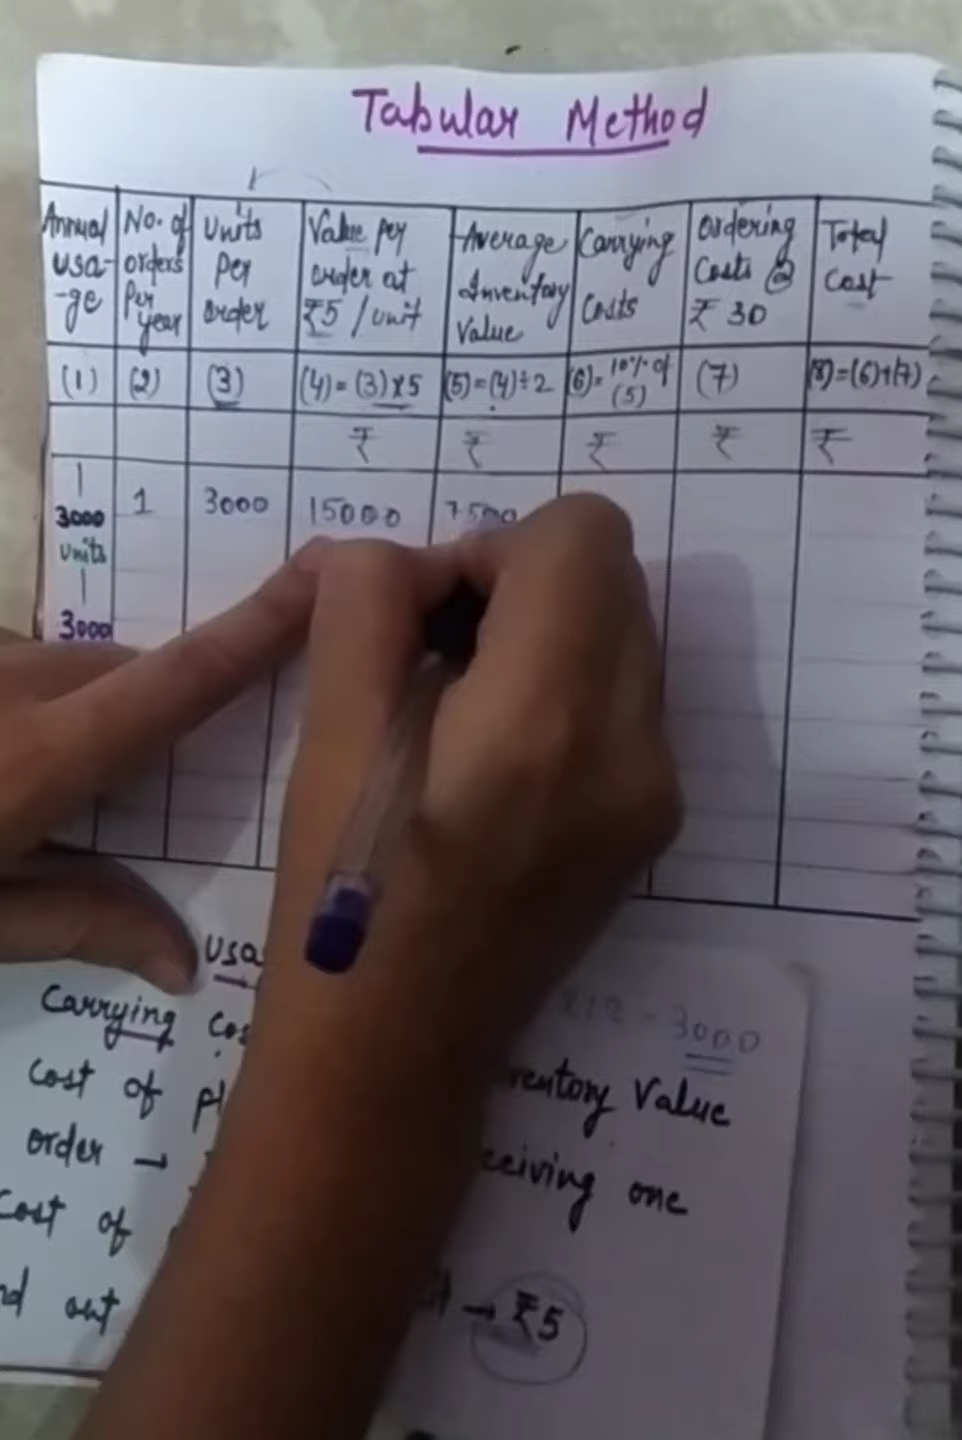 Tabular Method
Annual usa-ge
No. of orders Per year
Units Per order
Value per order at ₹5/unit
Average Inventory Value
Carrying Costs
Ordering Costs @ ₹ 30
Total Cost
(1) (2) (3) (4)=(3)×5 (5)=(4)÷2 (6)= 10% of (5) (7) (8)=(6)+(7)
₹ ₹ ₹ ₹ ₹
3000 1 3000 15000 7500
Units
3000
Carrying
×12 - 3000
Cost of Value
order → one
Cost of
out → ₹5